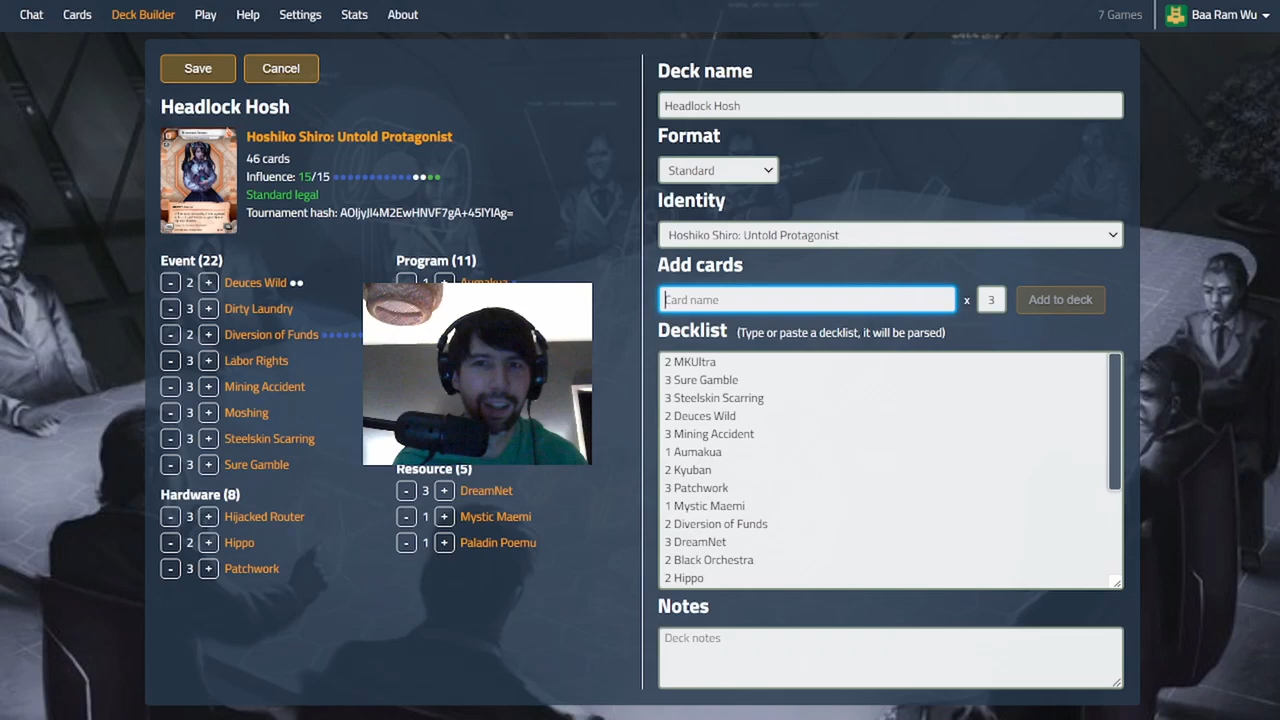 Chat Cards Deck Builder Play Help Settings Stats About 7 Games Baa Ram Wu
Save Cancel
Headlock Hosh
Hoshiko Shiro: Untold Protagonist
46 cards
Influence: 15/15
Standard legal
Event (22)
- 2 + Deuces Wild
- 3 + Dirty Laundry
- 2 + Diversion of Funds
- 3 + Labor Rights
- 3 + Mining Accident
- 3 + Moshing
- 3 + Steelskin Scarring
- 3 + Sure Gamble
Hardware (8)
- 3 + Hijacked Router
- 2 + Hippo
- 3 + Patchwork
Program (11)
Resource (5)
- 3 + DreamNet
- 1 + Mystic Maemi
- 1 + Paladin Poemu
Deck name
Headlock Hosh
Format
Standard
Identity
Hoshiko Shiro: Untold Protagonist
Add cards
Card name x 3 Add to deck
Decklist (Type or paste a decklist, it will be parsed)
2 MKUltra
3 Sure Gamble
3 Steelskin Scarring
2 Deuces Wild
3 Mining Accident
1 Aumakua
2 Kyuban
3 Patchwork
1 Mystic Maemi
2 Diversion of Funds
3 DreamNet
2 Black Orchestra
2 Hippo
Notes
Deck notes